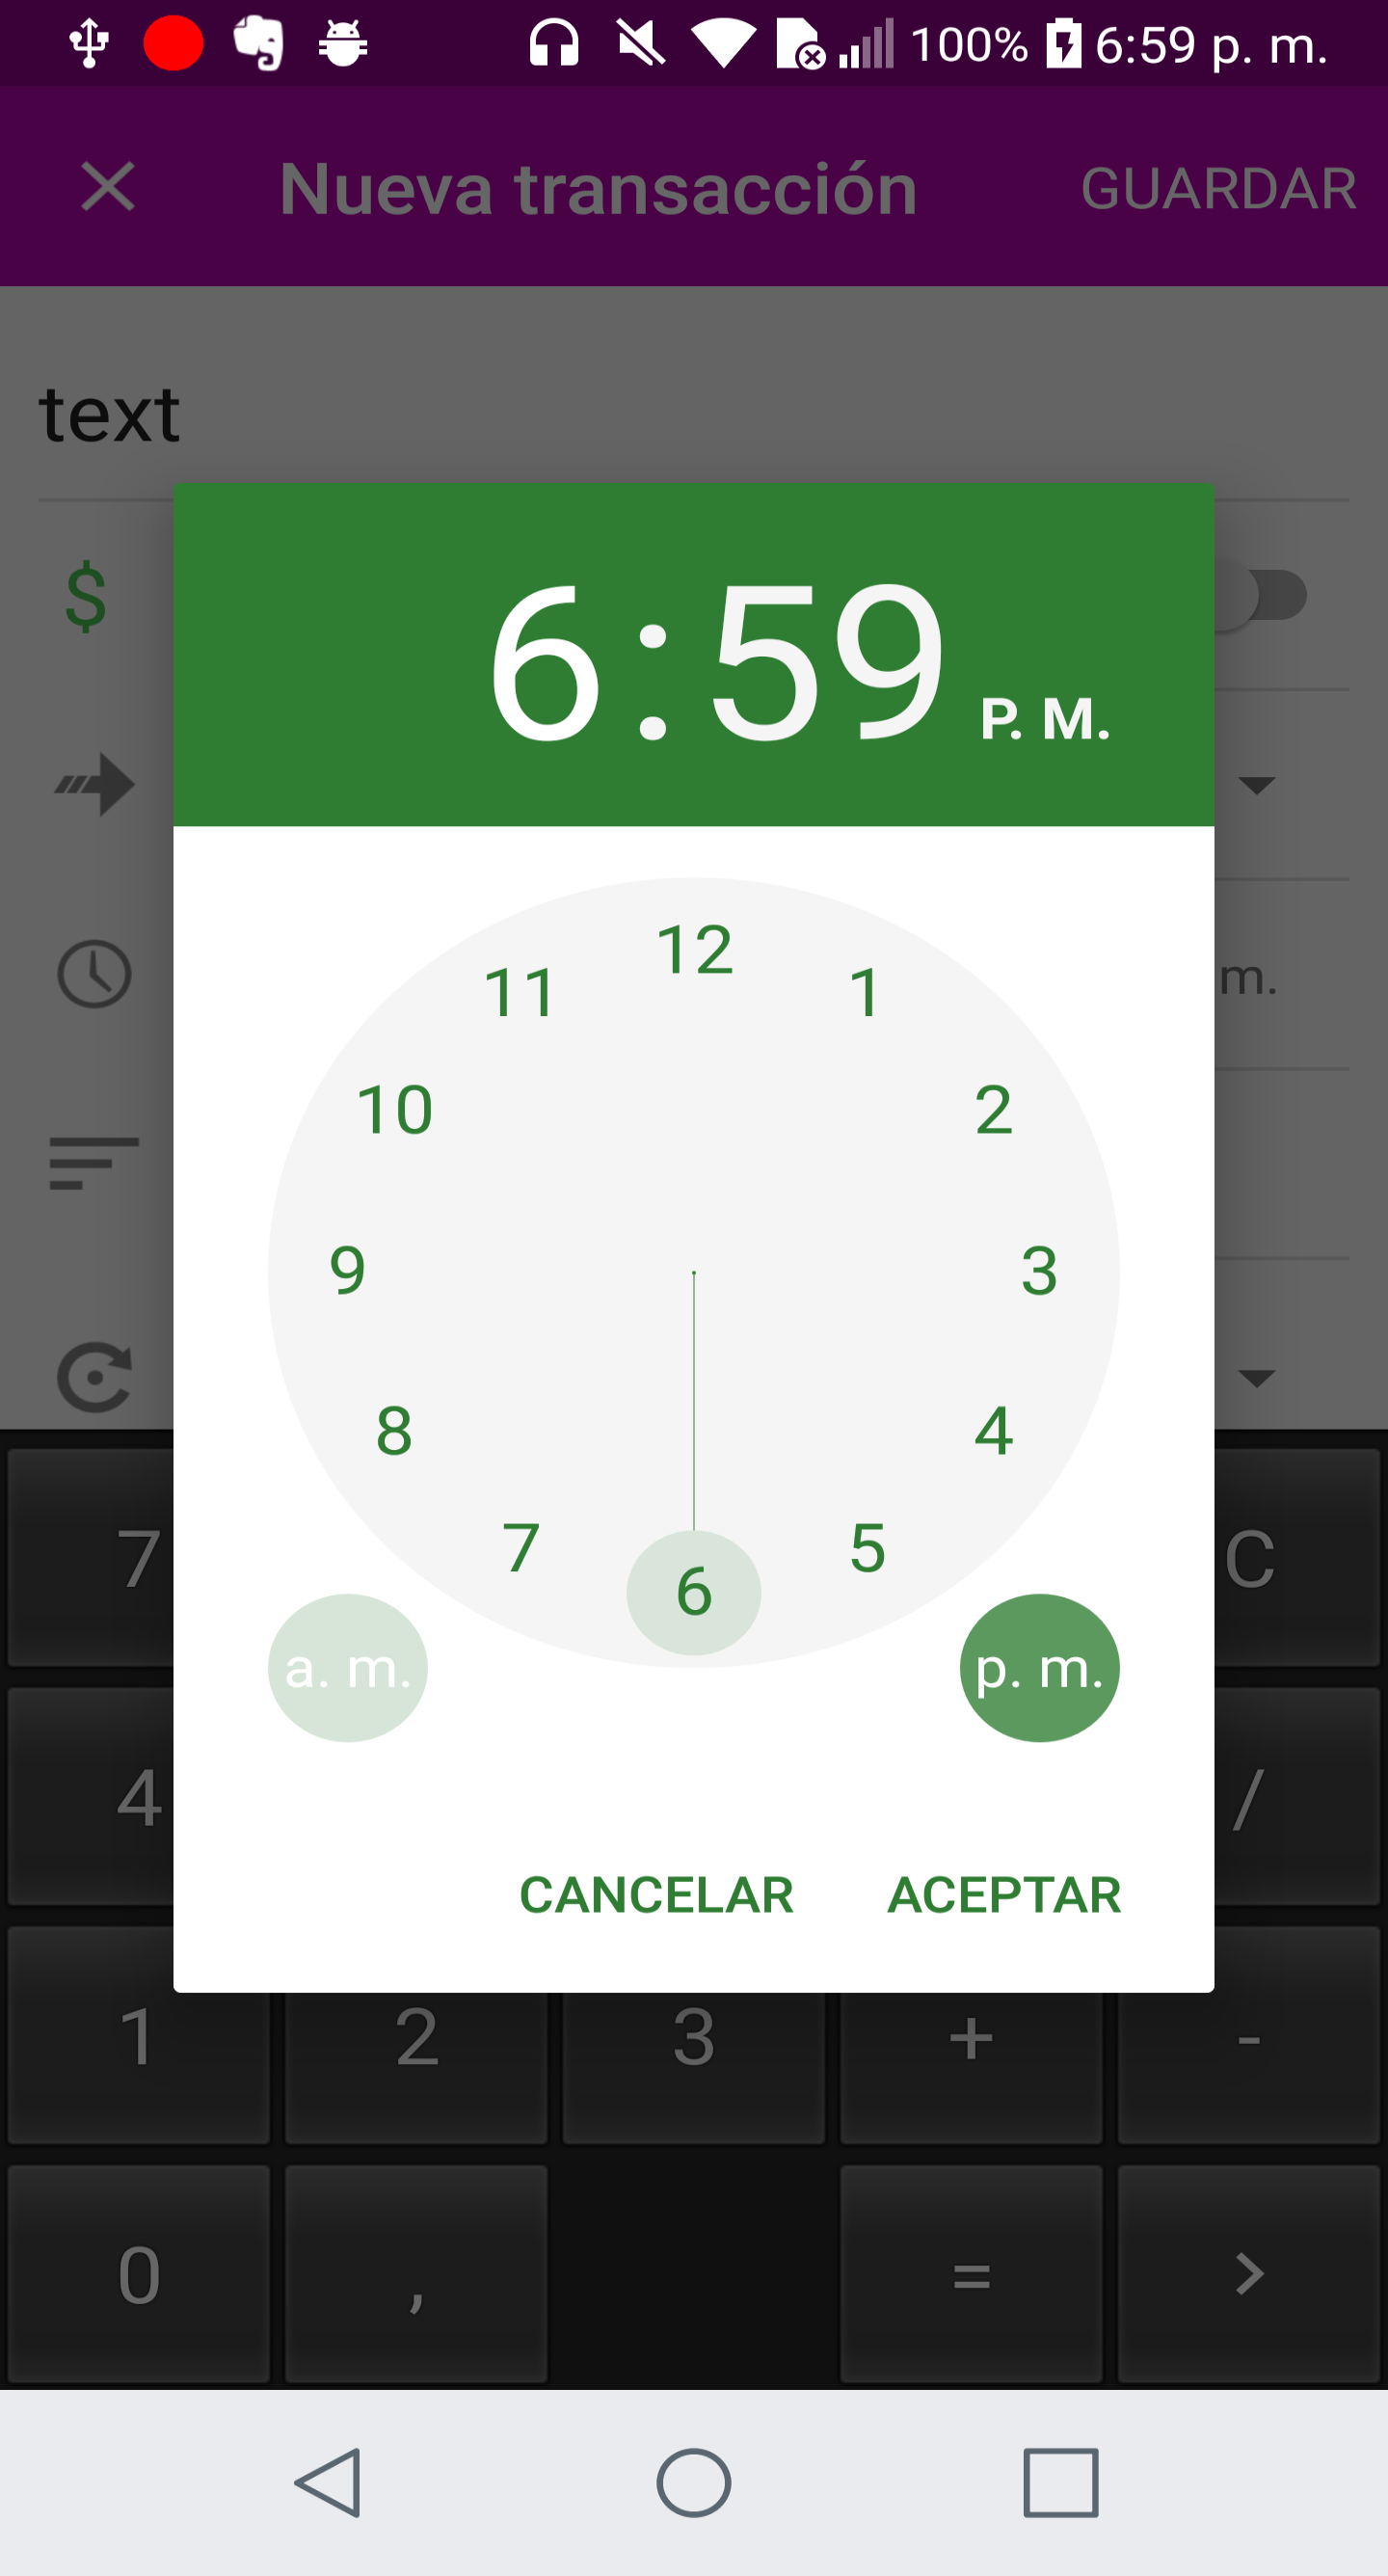 100% 6:59 p. m.
Nueva transacción GUARDAR
text
$
6:59 P. M.
m.
12
11 1
10 2
9 3
8 4
7 5
6
a. m. p. m.
CANCELAR ACEPTAR
7 C
4 /
1 2 3 + -
0 , = >